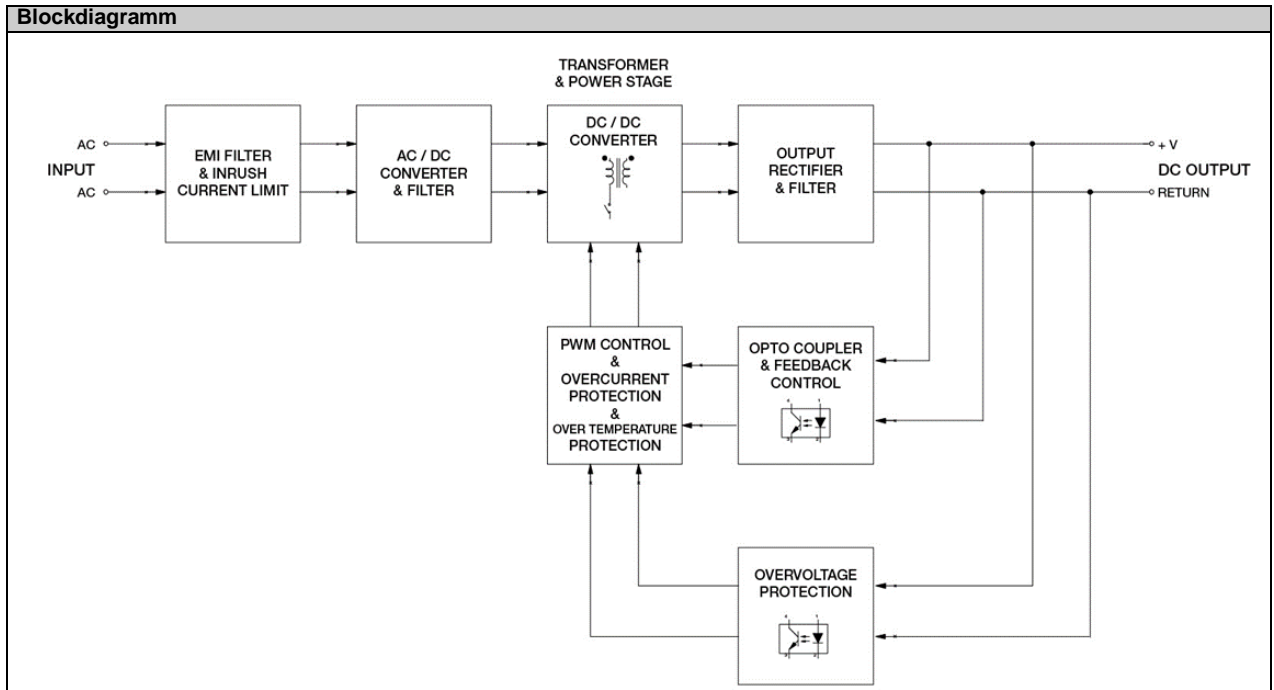 Blockdiagramm
TRANSFORMER
& POWER STAGE
AC
INPUT
AC
EMI FILTER
& INRUSH
CURRENT LIMIT
AC / DC
CONVERTER
& FILTER
DC / DC
CONVERTER
OUTPUT
RECTIFIER
& FILTER
+ V
DC OUTPUT
RETURN
PWM CONTROL
&
OVERCURRENT
PROTECTION
&
OVER TEMPERATURE
PROTECTION
OPTO COUPLER
& FEEDBACK
CONTROL
OVERVOLTAGE
PROTECTION